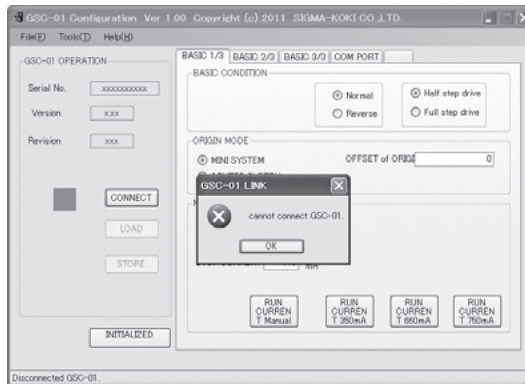 GSC-01 Configuration Ver 1.00 Copyright (c) 2011 SIGMA-KOKI CO.,LTD.
File(F) Tools(T) Help(H)
GSC-01 OPERATION
Serial No. xxxxxxxxxx
Version x.xx
Revision xxx
CONNECT
LOAD
STORE
INITIALIZED
BASIC 1/3 BASIC 2/3 BASIC 3/3 COM PORT
BASIC CONDITION
Normal
Reverse
Half step drive
Full step drive
ORIGIN MODE
MINI SYSTEM
OFFSET of ORIGI 0
GSC-01 LINK
cannot connect GSC-01.
OK
mA
RUN CURREN T Manual
RUN CURREN T 350mA
RUN CURREN T 660mA
RUN CURREN T 750mA
Disconnected GSC-01.